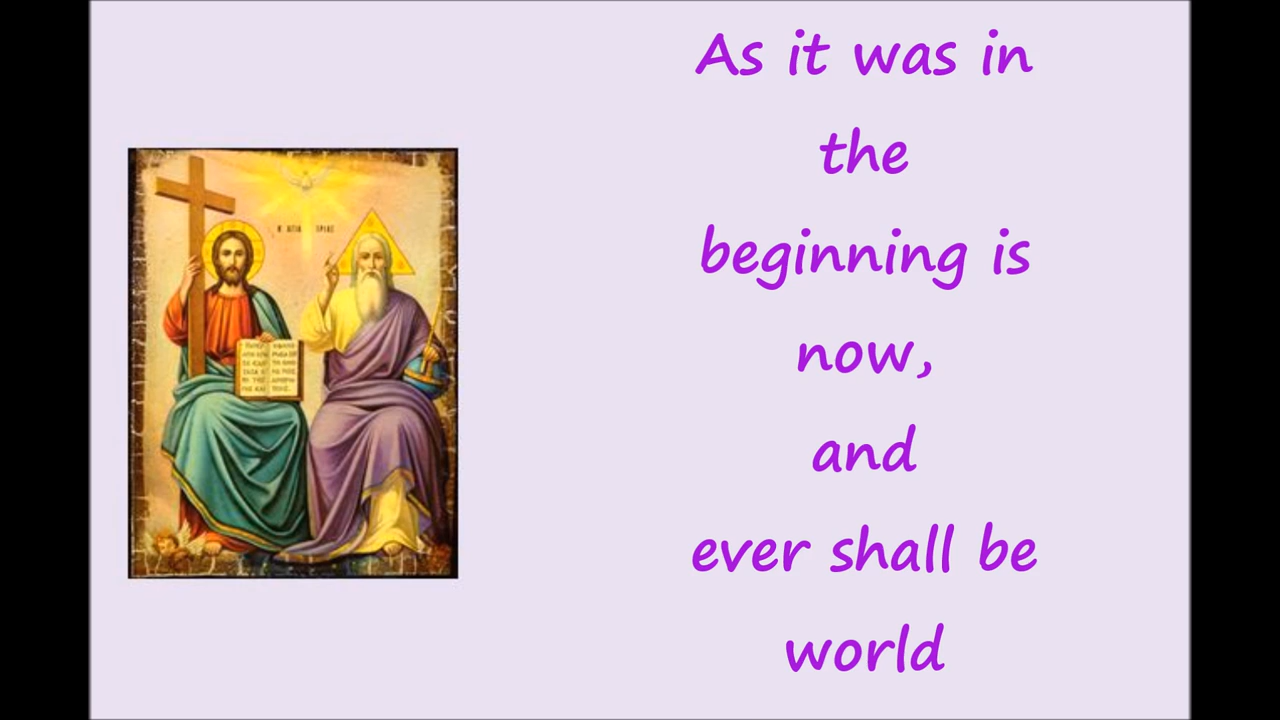 As it was in
the
beginning is
now,
and
ever shall be
world